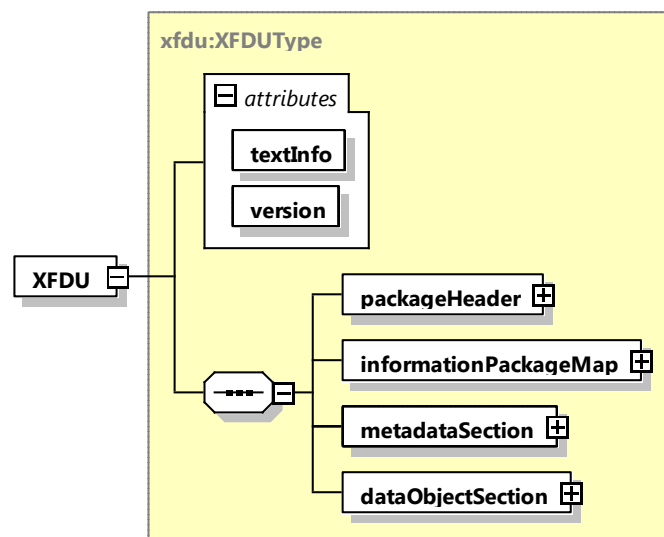 xfdu:XFDUType
attributes
textInfo
version
XFDU
packageHeader
informationPackageMap
metadataSection
dataObjectSection